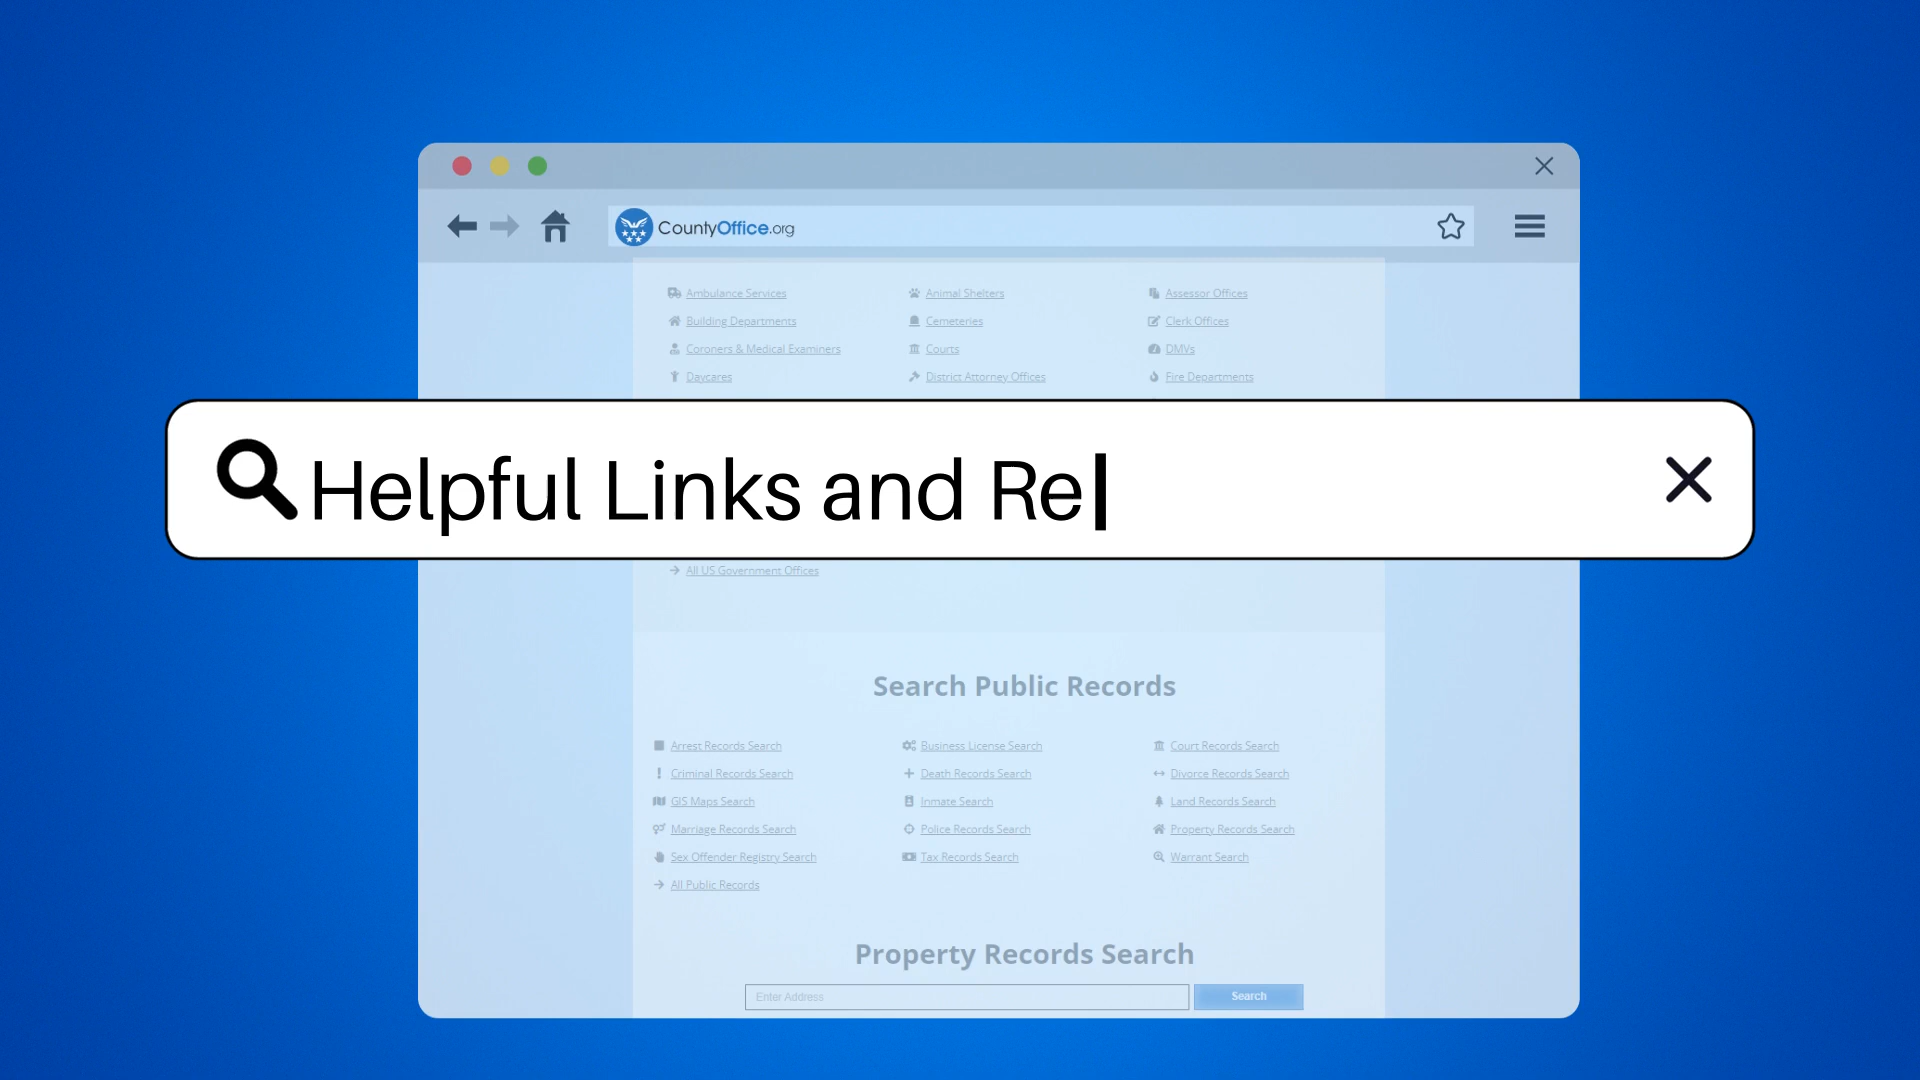 CountyOffice.org
Ambulance Services Animal Shelters Assessor Offices
Building Departments Cemeteries Clerk Offices
Coroners & Medical Examiners Courts DMVs
Daycares District Attorney Offices Fire Departments
Helpful Links and Re
All US Government Offices
Search Public Records
Arrest Records Search Business License Search Court Records Search
Criminal Records Search Death Records Search Divorce Records Search
GIS Maps Search Inmate Search Land Records Search
Marriage Records Search Police Records Search Property Records Search
Sex Offender Registry Search Tax Records Search Warrant Search
All Public Records
Property Records Search
Enter Address Search